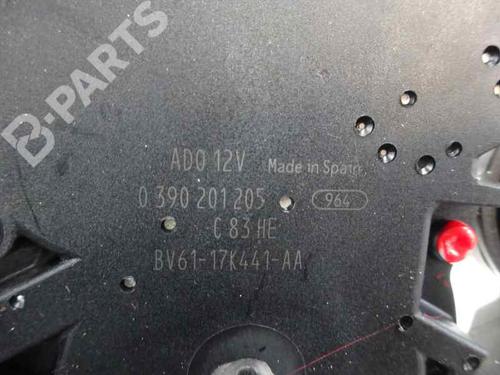 B-PARTS
ADO 12V Made in Spain
0 390 201 205 964
C 83 HE
BV61-17K441-AA